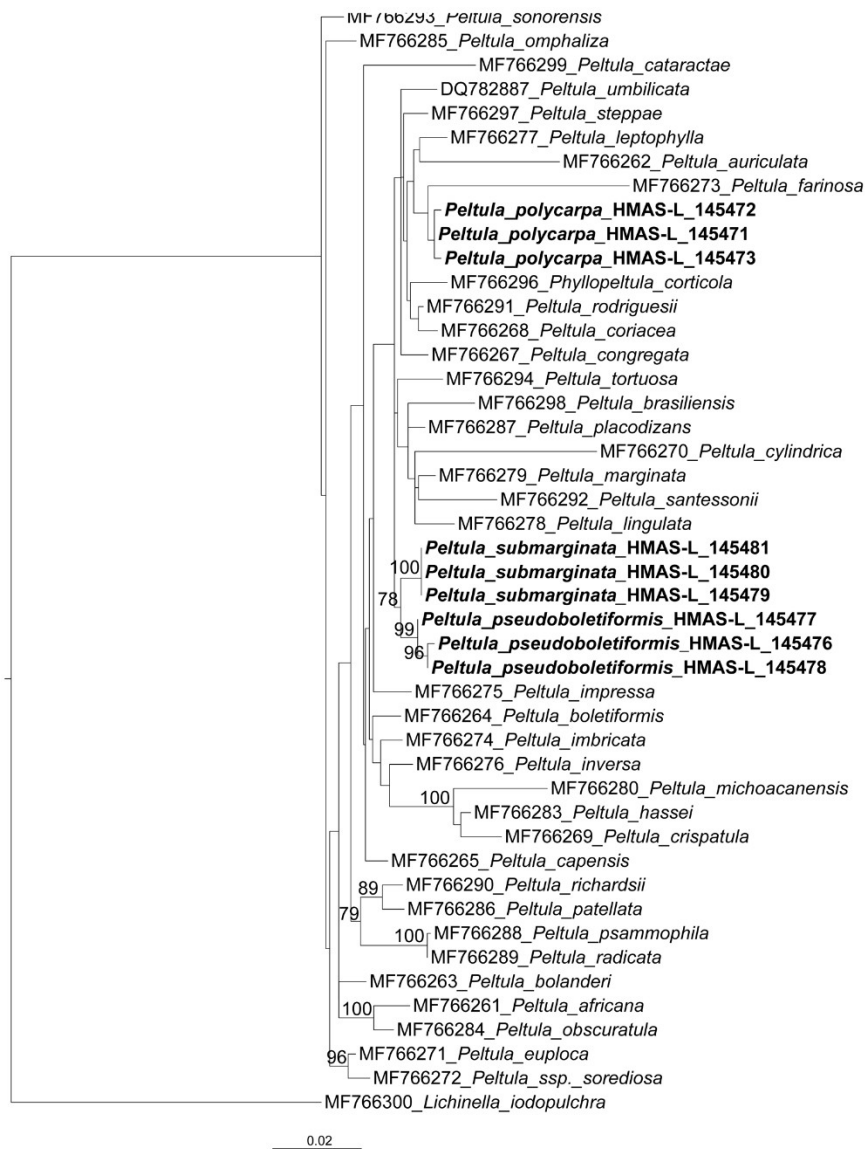 MF766293_Peltula_sonorensis
MF766285_Peltula_omphaliza
MF766299_Peltula_cataractae
DQ782887_Peltula_umbilicata
MF766297_Peltula_steppae
MF766277_Peltula_leptophylla
MF766262_Peltula_auriculata
MF766273_Peltula_farinosa
Peltula_polycarpa_HMAS-L_145472
Peltula_polycarpa_HMAS-L_145471
Peltula_polycarpa_HMAS-L_145473
MF766296_Phyllopeltula_corticola
MF766291_Peltula_rodriguesii
MF766268_Peltula_coriacea
MF766267_Peltula_congregata
MF766294_Peltula_tortuosa
MF766298_Peltula_brasiliensis
MF766287_Peltula_placodizans
MF766270_Peltula_cylindrica
MF766279_Peltula_marginata
MF766292_Peltula_santessonii
MF766278_Peltula_lingulata
Peltula_submarginata_HMAS-L_145481
100
Peltula_submarginata_HMAS-L_145480
Peltula_submarginata_HMAS-L_145479
78
Peltula_pseudoboletiformis_HMAS-L_145477
99
Peltula_pseudoboletiformis_HMAS-L_145476
96
Peltula_pseudoboletiformis_HMAS-L_145478
MF766275_Peltula_impressa
MF766264_Peltula_boletiformis
MF766274_Peltula_imbricata
MF766276_Peltula_inversa
MF766280_Peltula_michoacanensis
100
MF766283_Peltula_hassei
MF766269_Peltula_crispatula
MF766265_Peltula_capensis
89 MF766290_Peltula_richardsii
MF766286_Peltula_patellata
79
100 MF766288_Peltula_psammophila
MF766289_Peltula_radicata
MF766263_Peltula_bolanderi
100 MF766261_Peltula_africana
MF766284_Peltula_obscuratula
96 MF766271_Peltula_euploca
MF766272_Peltula_ssp._sorediosa
MF766300_Lichinella_iodopulchra
0.02